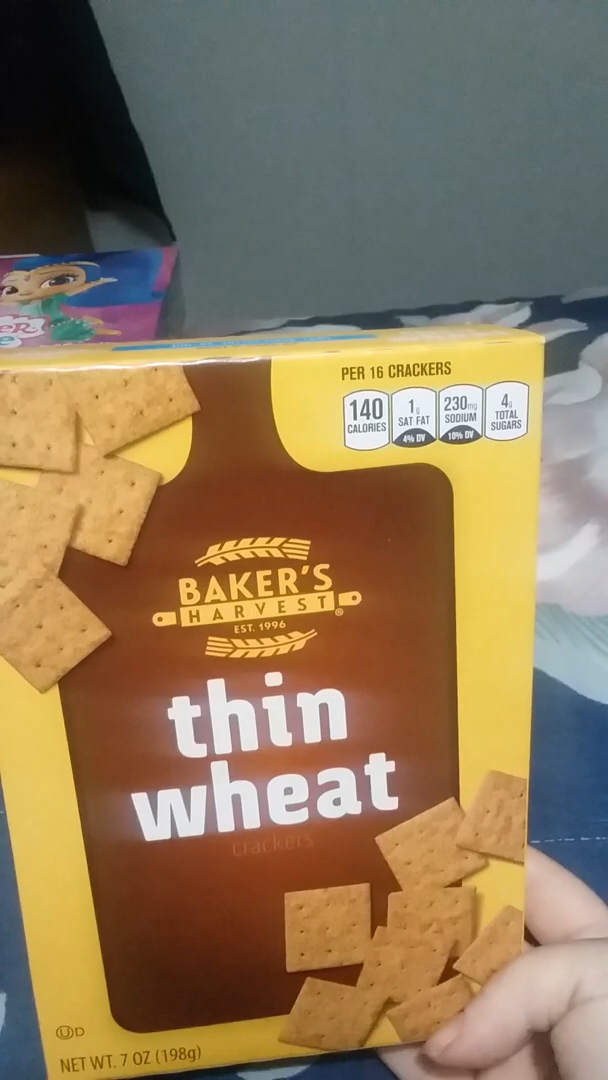 PER 16 CRACKERS
140
CALORIES
1g
SAT FAT
4% DV
230mg
SODIUM
10% DV
4g
TOTAL
SUGARS
BAKER'S
HARVEST®
EST. 1996
thin
wheat
crackers
UD
NET WT. 7 OZ (198g)